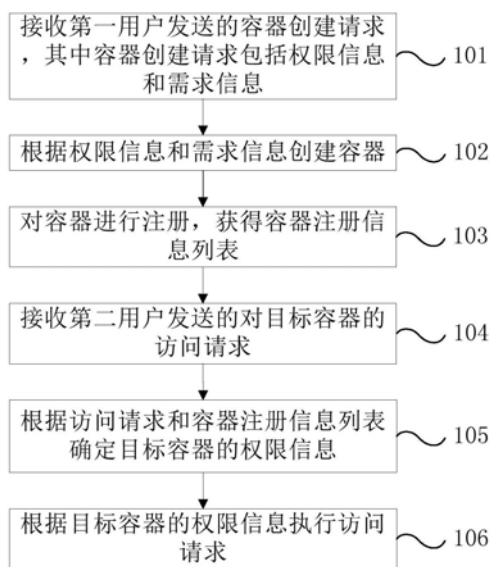 接收第一用户发送的容器创建请求
，其中容器创建请求包括权限信息
和需求信息
101
根据权限信息和需求信息创建容器
102
对容器进行注册，获得容器注册信
息列表
103
接收第二用户发送的对目标容器的
访问请求
104
根据访问请求和容器注册信息列表
确定目标容器的权限信息
105
根据目标容器的权限信息执行访问
请求
106